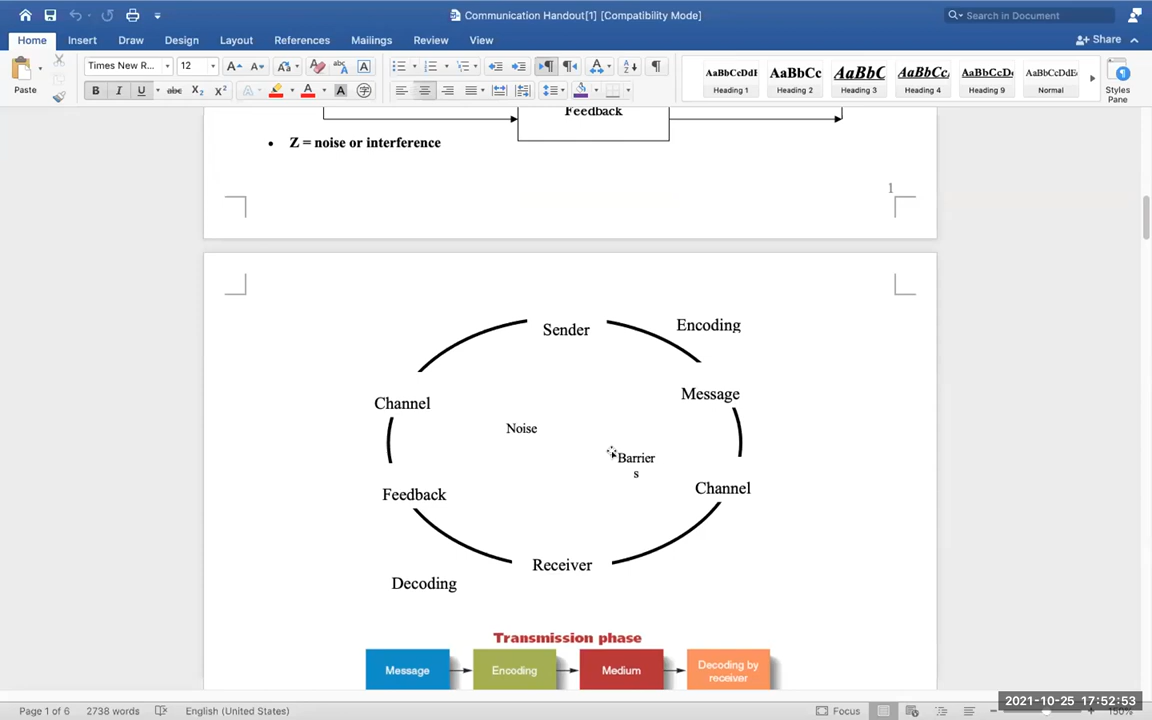 Communication Handout[1] [Compatibility Mode]
Search in Document
Home Insert Draw Design Layout References Mailings Review View
Share
Paste
Times New R... 12
AaBbCcDdI AaBbCc AaBbC AaBbCc. AaBbCcDc AaBbCcDdE
Heading 1 Heading 2 Heading 3 Heading 4 Heading 9 Normal
Styles
Pane
Feedback
• Z = noise or interference
1
Sender
Encoding
Message
Channel
Noise
Barrier
s
Channel
Feedback
Receiver
Decoding
Transmission phase
Message Encoding Medium Decoding by
receiver
Page 1 of 6 2738 words English (United States) Focus
2021-10-25 17:52:53
150%